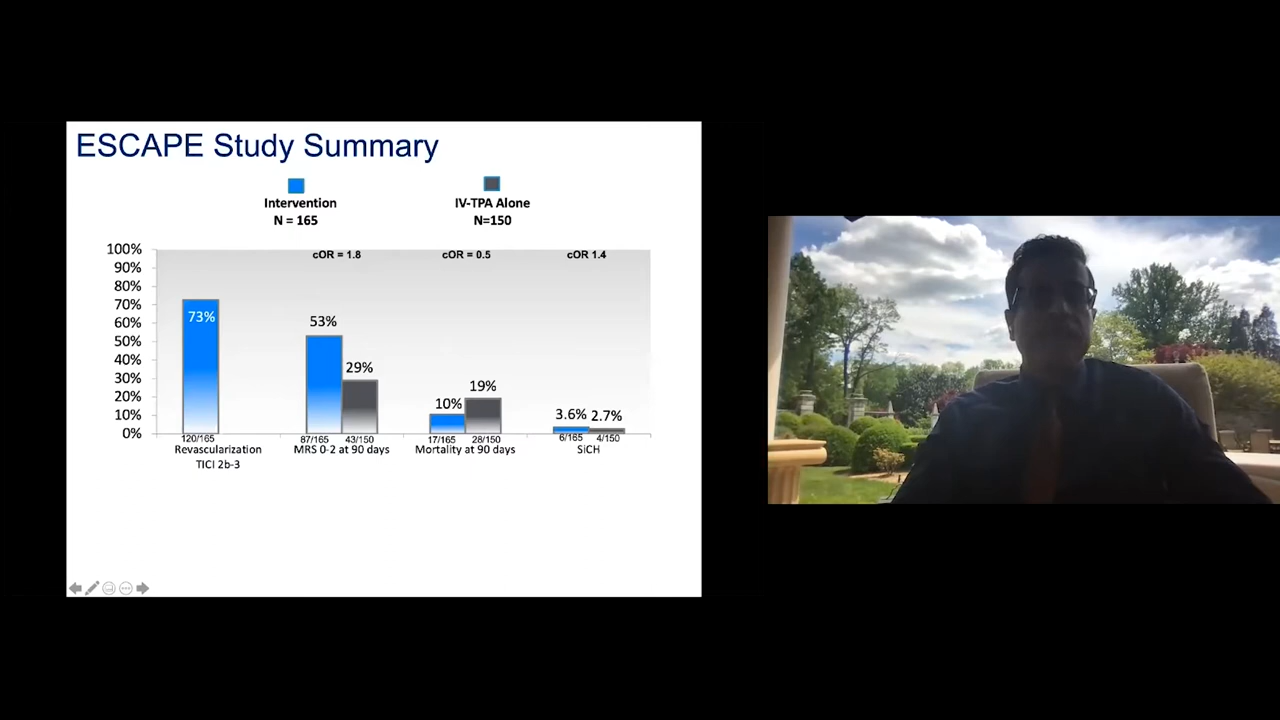 ESCAPE Study Summary
Intervention
N = 165
IV-TPA Alone
N=150
100%
90%
80%
70%
60%
50%
40%
30%
20%
10%
0%
cOR = 1.8
cOR = 0.5
cOR 1.4
73%
53%
29%
10%
19%
3.6%
2.7%
120/165
87/165
43/150
17/165
28/150
6/165
4/150
Revascularization
TICI 2b-3
MRS 0-2 at 90 days
Mortality at 90 days
SiCH